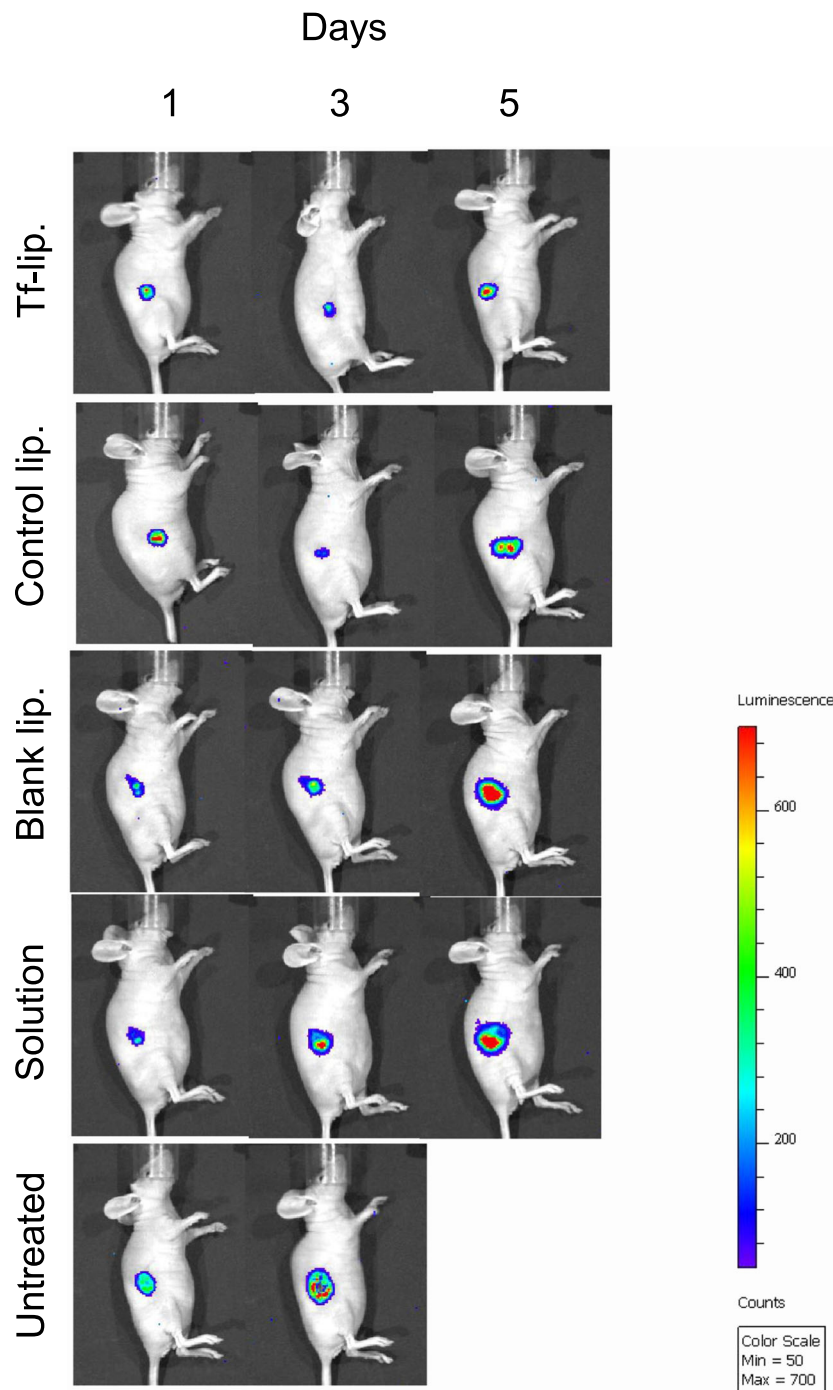 Days
1 3 5
Tf-lip.
Control lip.
Blank lip.
Solution
Untreated
Luminescence
600
400
200
Counts
Color Scale
Min = 50
Max = 700